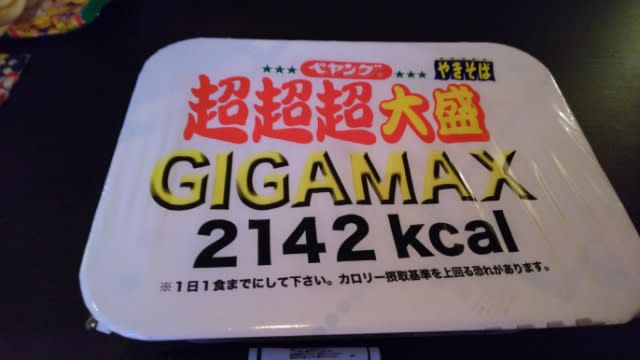 ★★★ ペヤング ★★★ やきそば
超超超大盛
GIGAMAX
2142 kcal
※1日1食までにして下さい。カロリー摂取基準を上回る恐れがあります。